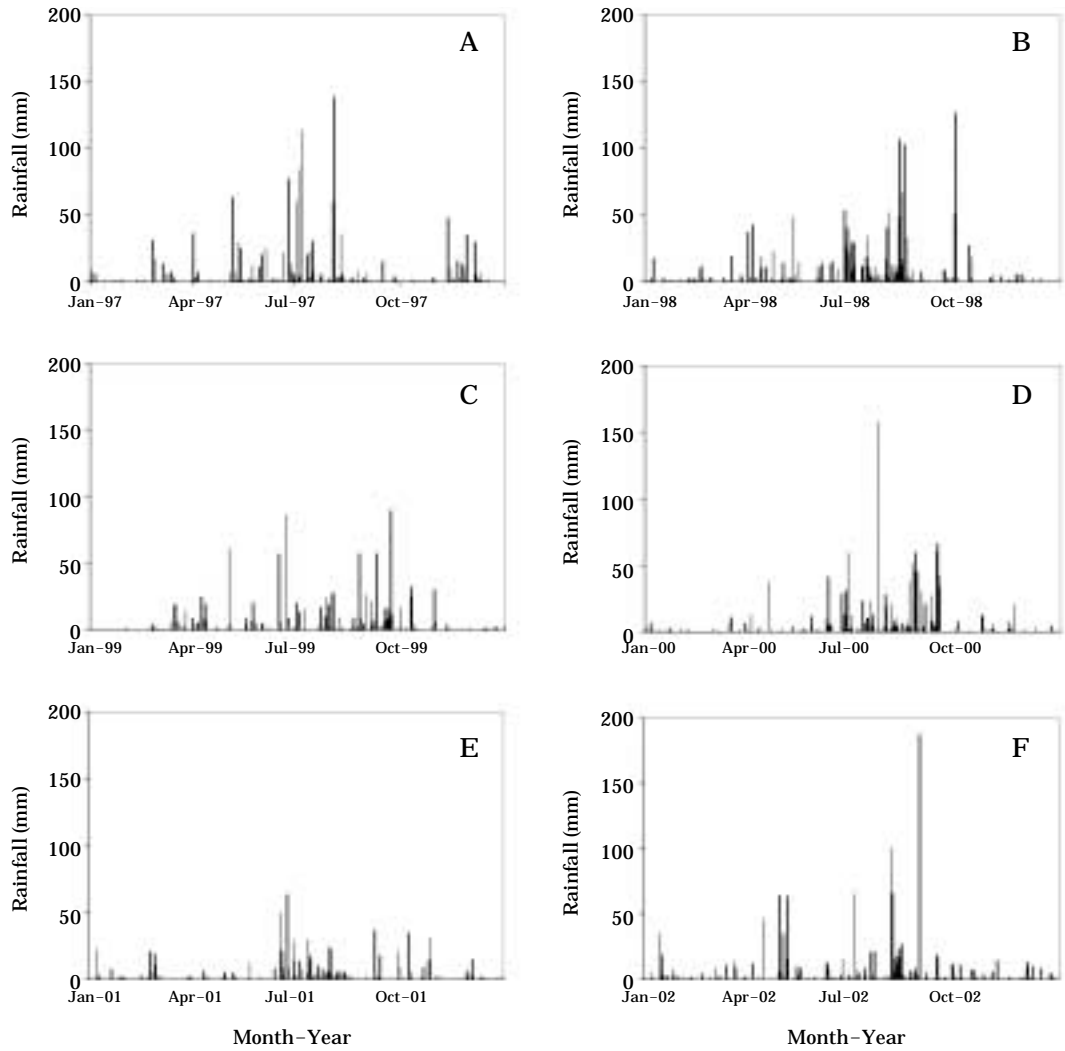 A
Rainfall (mm)
200
150
100
50
0
Jan-97
Apr-97
Jul-97
Oct-97
B
Rainfall (mm)
200
150
100
50
0
Jan-98
Apr-98
Jul-98
Oct-98
C
Rainfall (mm)
200
150
100
50
0
Jan-99
Apr-99
Jul-99
Oct-99
D
Rainfall (mm)
200
150
100
50
0
Jan-00
Apr-00
Jul-00
Oct-00
E
Rainfall (mm)
200
150
100
50
0
Jan-01
Apr-01
Jul-01
Oct-01
Month-Year
F
Rainfall (mm)
200
150
100
50
0
Jan-02
Apr-02
Jul-02
Oct-02
Month-Year